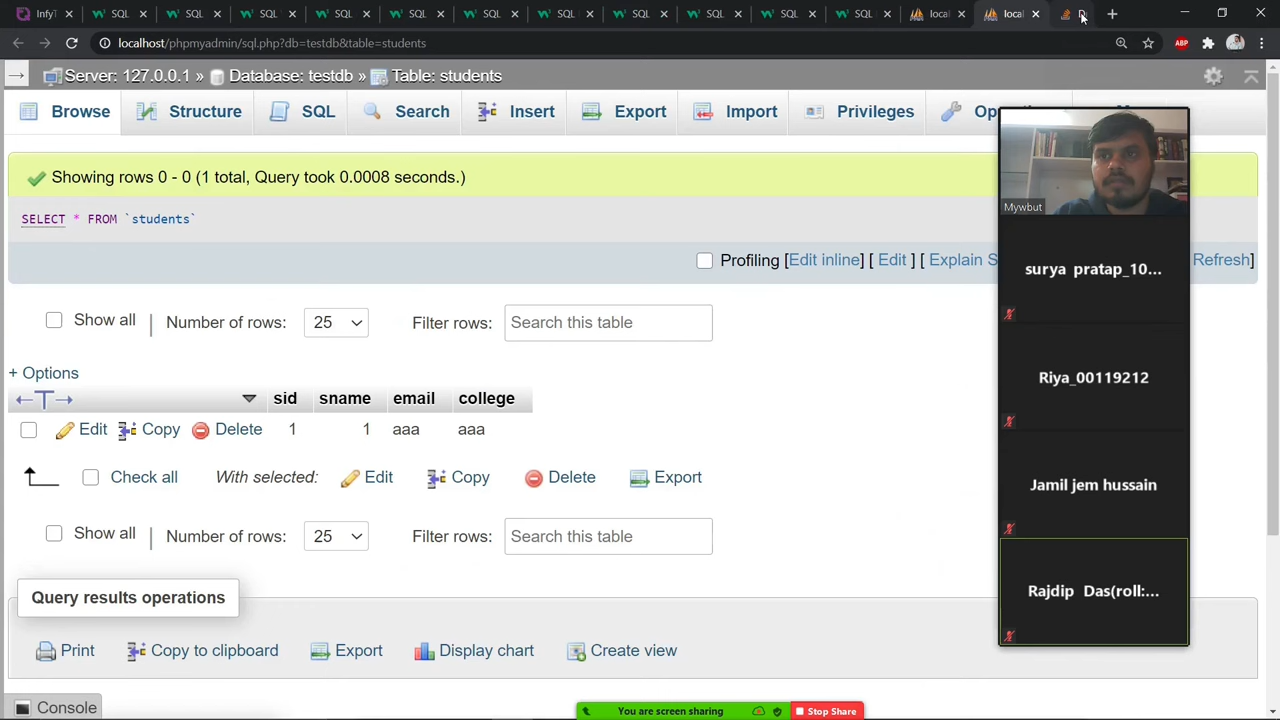 InfyT
SQL
SQL
SQL
SQL
SQL
SQL
SQL
SQL
SQL
SQL
SQL
local
local
D
localhost/phpmyadmin/sql.php?db=testdb&table=students
ABP
Server: 127.0.0.1 » Database: testdb » Table: students
Browse Structure SQL Search Insert Export Import Privileges
Showing rows 0 - 0 (1 total, Query took 0.0008 seconds.)
SELECT * FROM `students`
Profiling [Edit inline] [ Edit ] [ Explain S Refresh]
Show all Number of rows: 25 Filter rows: Search this table
+ Options
←T→ sid sname email college
Edit Copy Delete 1 1 aaa aaa
Check all With selected: Edit Copy Delete Export
Show all Number of rows: 25 Filter rows: Search this table
Query results operations
Print Copy to clipboard Export Display chart Create view
Console
Mywbut
surya pratap_10...
Riya_00119212
Jamil jem hussain
Rajdip Das(roll:...
You are screen sharing Stop Share